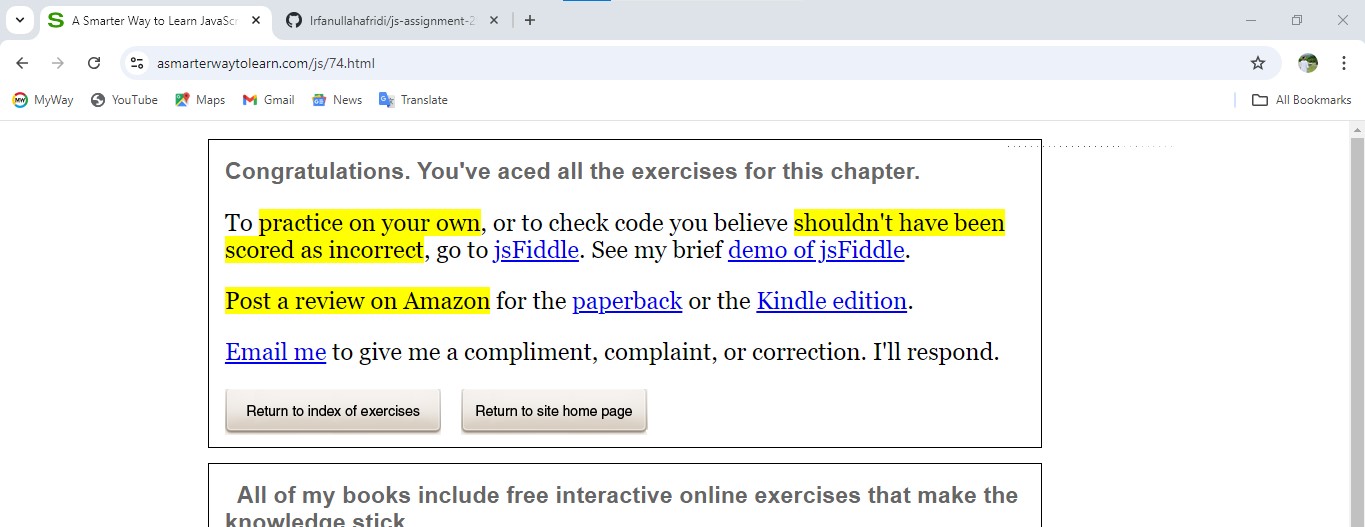 A Smarter Way to Learn JavaScr
Irfanullahafridi/js-assignment-2
asmarterwaytolearn.com/js/74.html
MyWay YouTube Maps Gmail News Translate All Bookmarks
Congratulations. You've aced all the exercises for this chapter.
To practice on your own, or to check code you believe shouldn't have been
scored as incorrect, go to jsFiddle. See my brief demo of jsFiddle.
Post a review on Amazon for the paperback or the Kindle edition.
Email me to give me a compliment, complaint, or correction. I'll respond.
Return to index of exercises Return to site home page
All of my books include free interactive online exercises that make the
knowledge stick